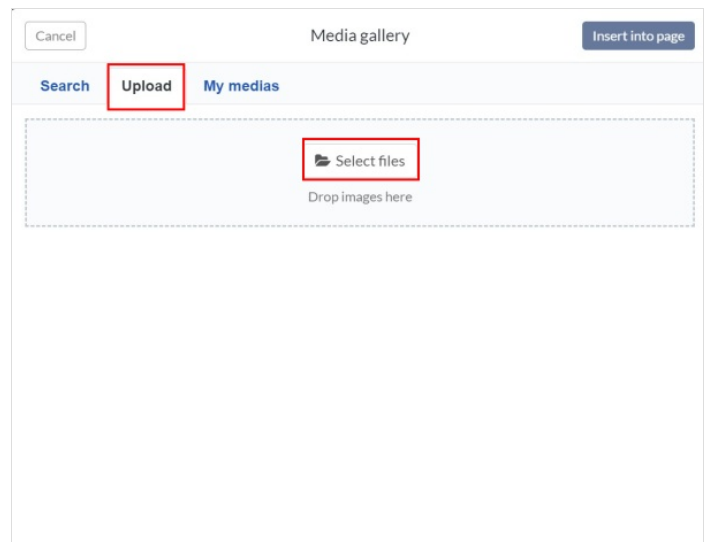 Cancel Media gallery Insert into page
Search Upload My medias
Select files
Drop images here